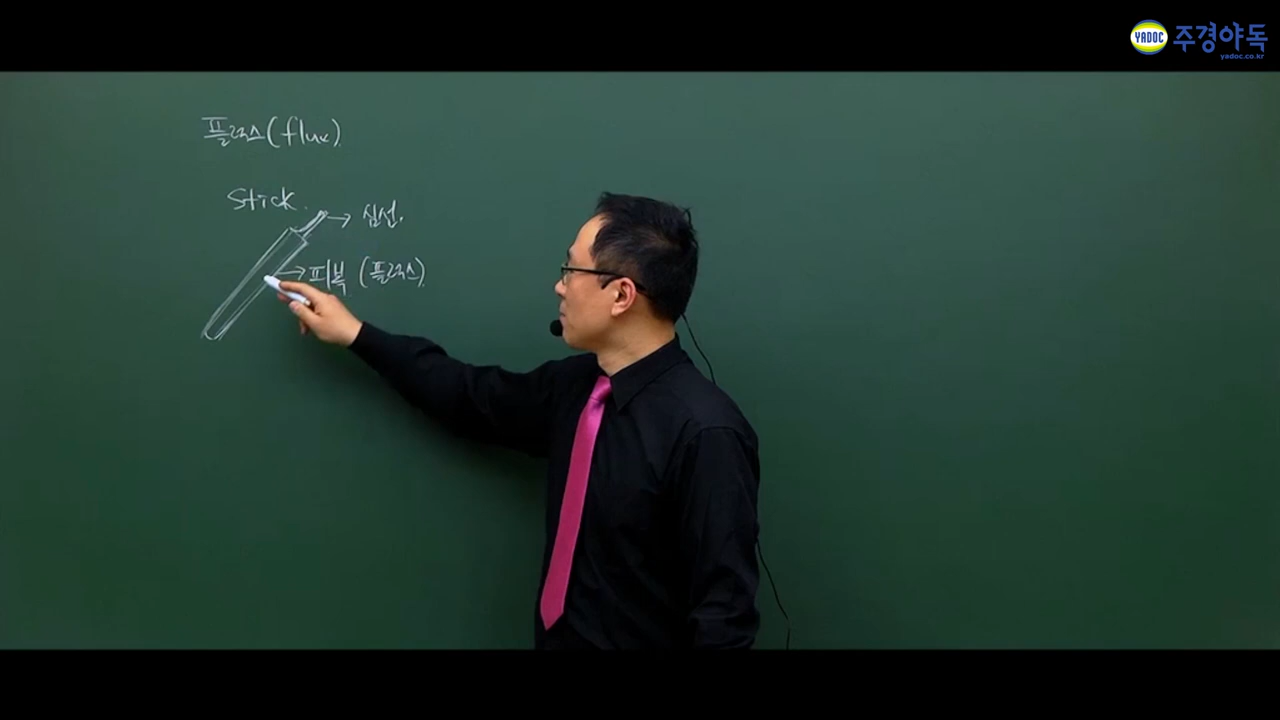 플럭스(flux).
Stick.
심선.
피복 (플럭스).
YADOC 주경야독
yadoc.co.kr